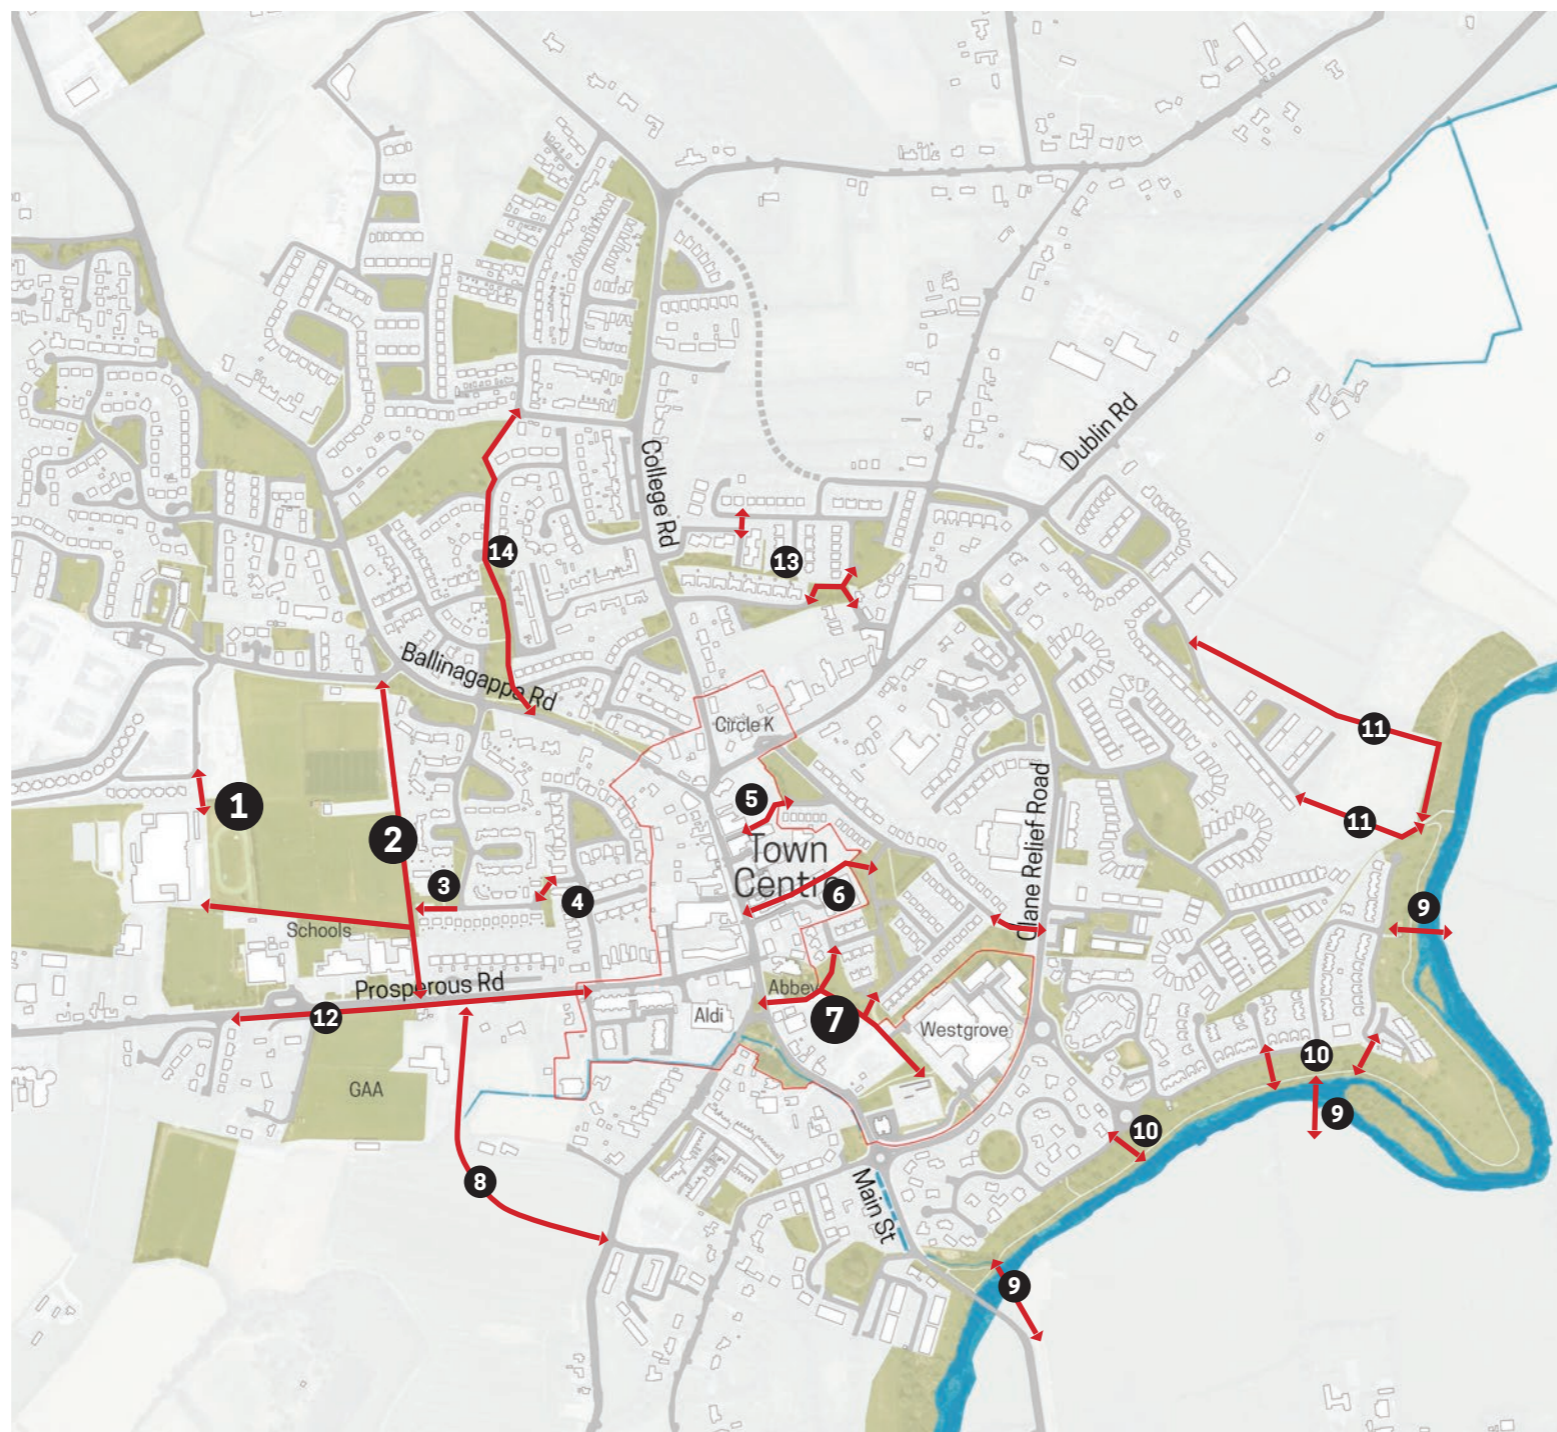 Dublin Rd
College Rd
13
14
Ballinagappa Rd
Circle K
11
1
5
11
2
Town
Centre
Clane Relief Road
3
4
6
9
Schools
Prosperous Rd
Abbey
12
Aldi
7
Westgrove
10
GAA
9
10
8
Main St
9